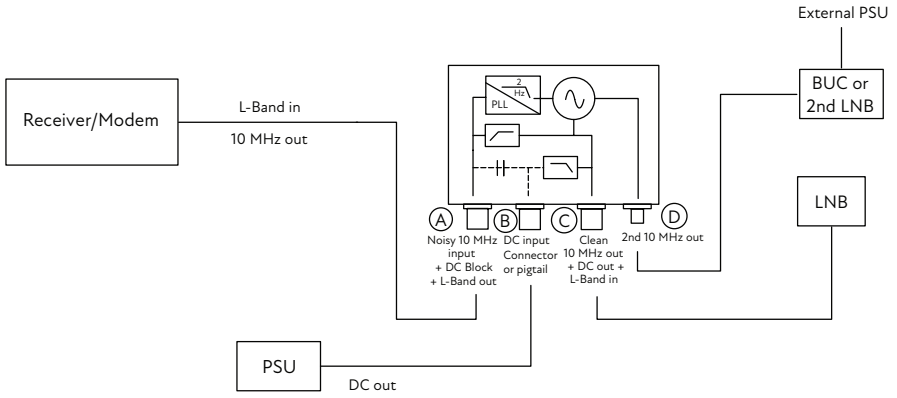 External PSU
BUC or
2nd LNB
Receiver/Modem
L-Band in
10 MHz out
2
Hz
PLL
LNB
A
B
C
D
Noisy 10 MHz
input
+ DC Block
+ L-Band out
DC input
Connector
or pigtail
Clean
10 MHz out
+ DC out +
L-Band in
2nd 10 MHz out
PSU
DC out